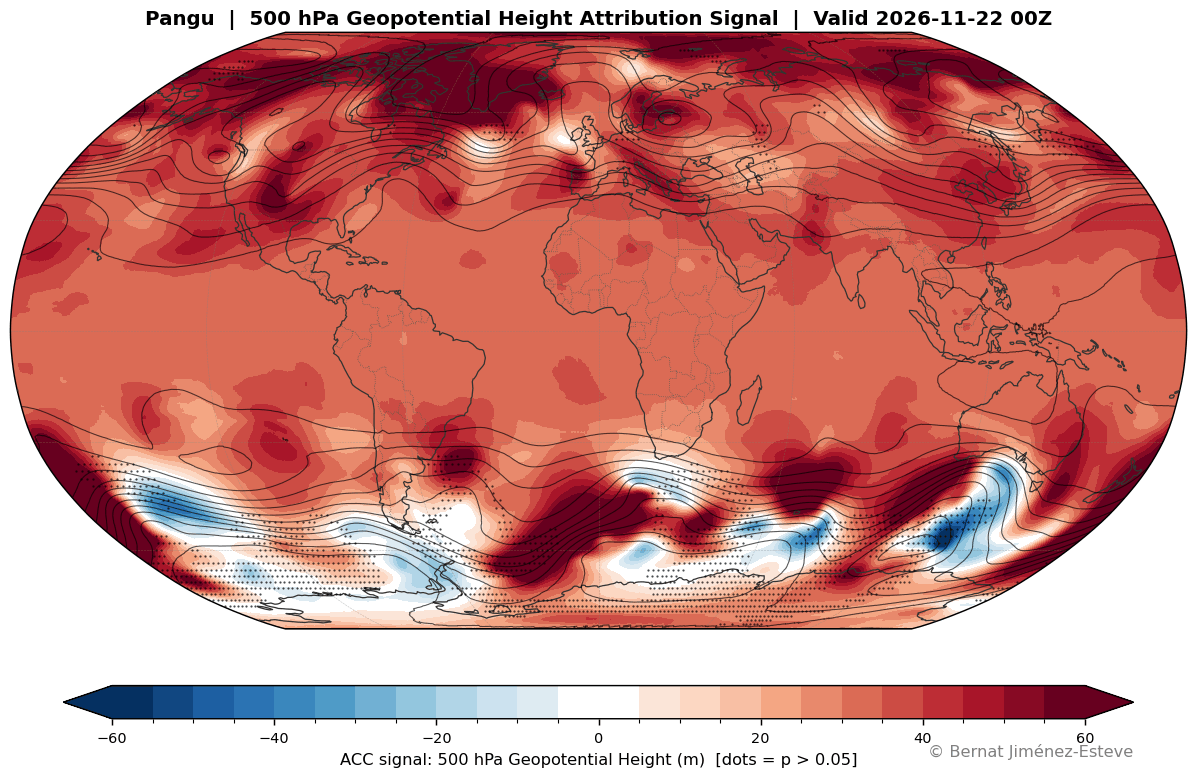 Pangu | 500 hPa Geopotential Height Attribution Signal | Valid 2026-11-22 00Z
−60 −40 −20 0 20 40 60
© Bernat Jiménez-Esteve
ACC signal: 500 hPa Geopotential Height (m) [dots = p > 0.05]